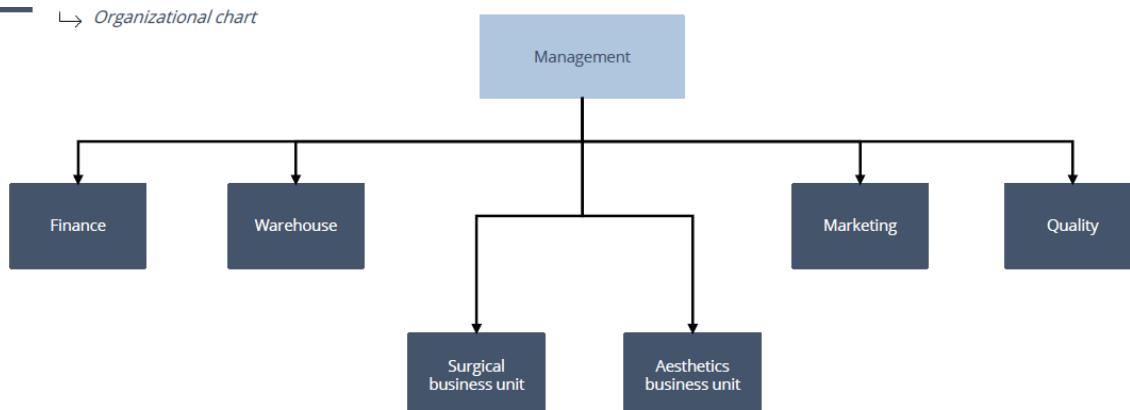 Organizational chart
Management
Finance
Warehouse
Marketing
Quality
Surgical
business unit
Aesthetics
business unit